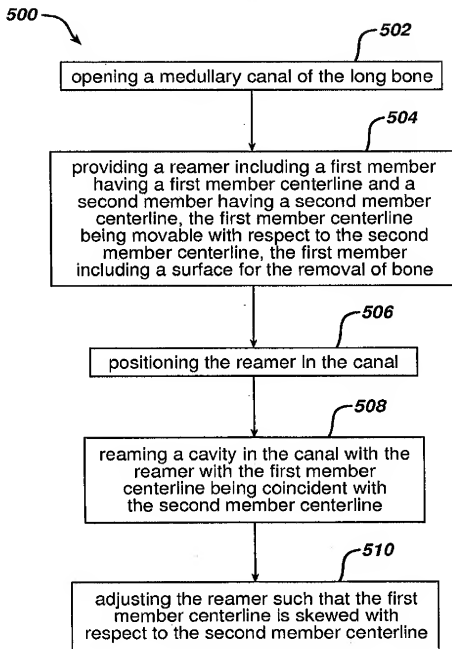 500
502
opening a medullary canal of the long bone
504
providing a reamer including a first member
having a first member centerline and a
second member having a second member
centerline, the first member centerline
being movable with respect to the second
member centerline, the first member
including a surface for the removal of bone
506
positioning the reamer in the canal
508
reaming a cavity in the canal with the
reamer with the first member
centerline being coincident with
the second member centerline
510
adjusting the reamer such that the first
member centerline is skewed with
respect to the second member centerline